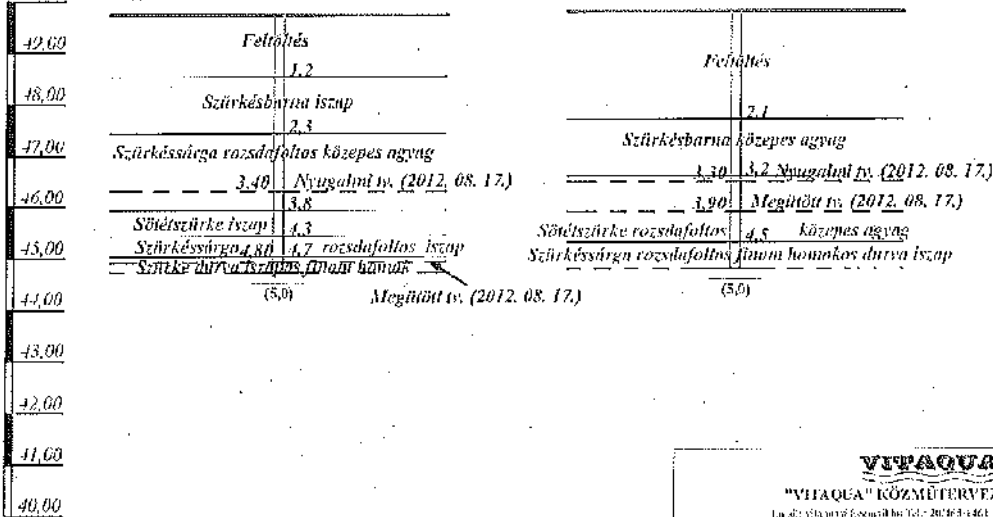 49,00
48,00
47,00
46,00
45,00
44,00
43,00
42,00
41,00
40,00
Feltöltés
1,2
Szürkésbarna iszap
2,3
Szürkéssárga rozsdafoltos közepes agyag
3,40 Nyugalmi tv. (2012. 08. 17.)
3,8
Sötétszürke iszap 4,3
Szürkéssárga 4,80 4,7 rozsdafoltos iszap
Szürke durva iszapos finom homok
(5,0)
Megütött tv. (2012. 08. 17.)
Feltöltés
2,1
Szürkésbarna közepes agyag
3,30 3,2 Nyugalmi tv. (2012. 08. 17.)
3,90 Megütött tv. (2012. 08. 17.)
Sötétszürke rozsdafoltos 4,5 közepes agyag
Szürkéssárga rozsdafoltos finom homokos durva iszap
(5,0)
VITAQUA
"VITAQUA" KÖZMŰTERVEZ